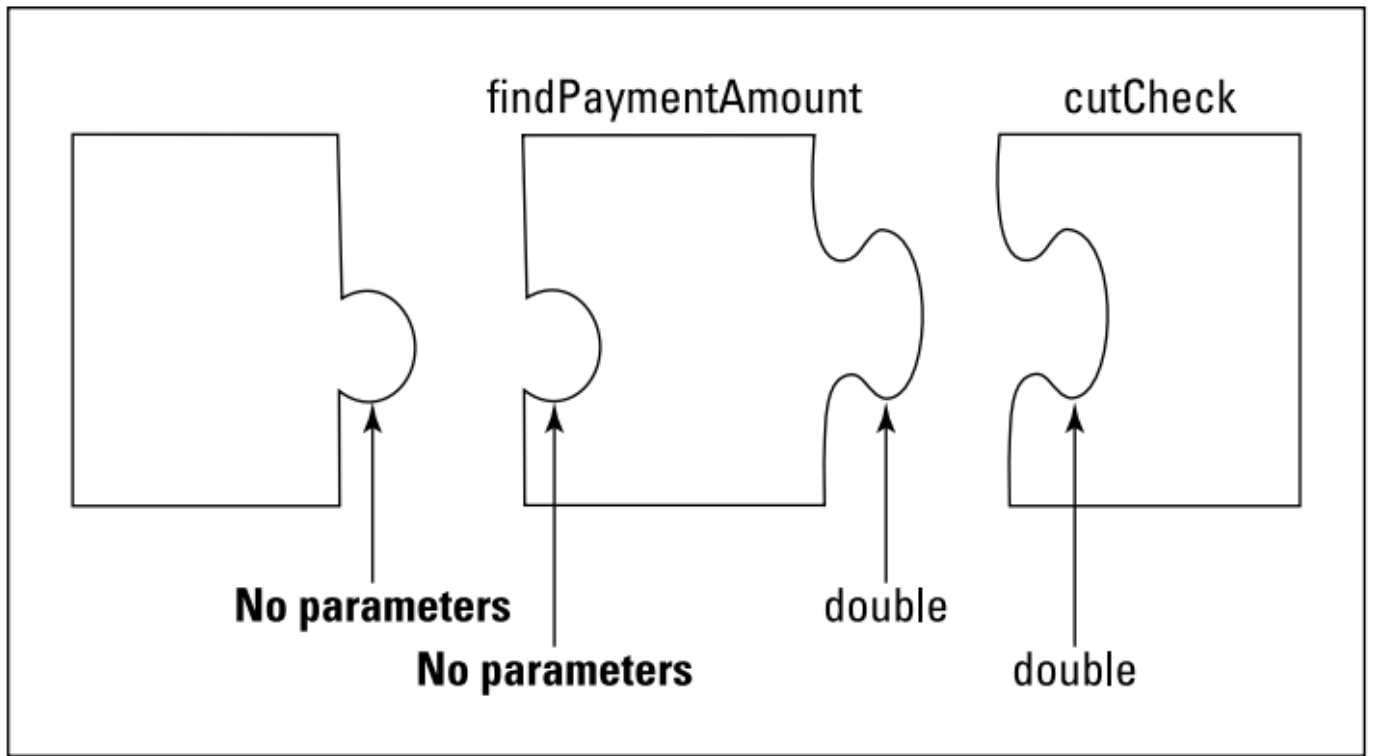 findPaymentAmount
cutCheck
No parameters
double
No parameters
double